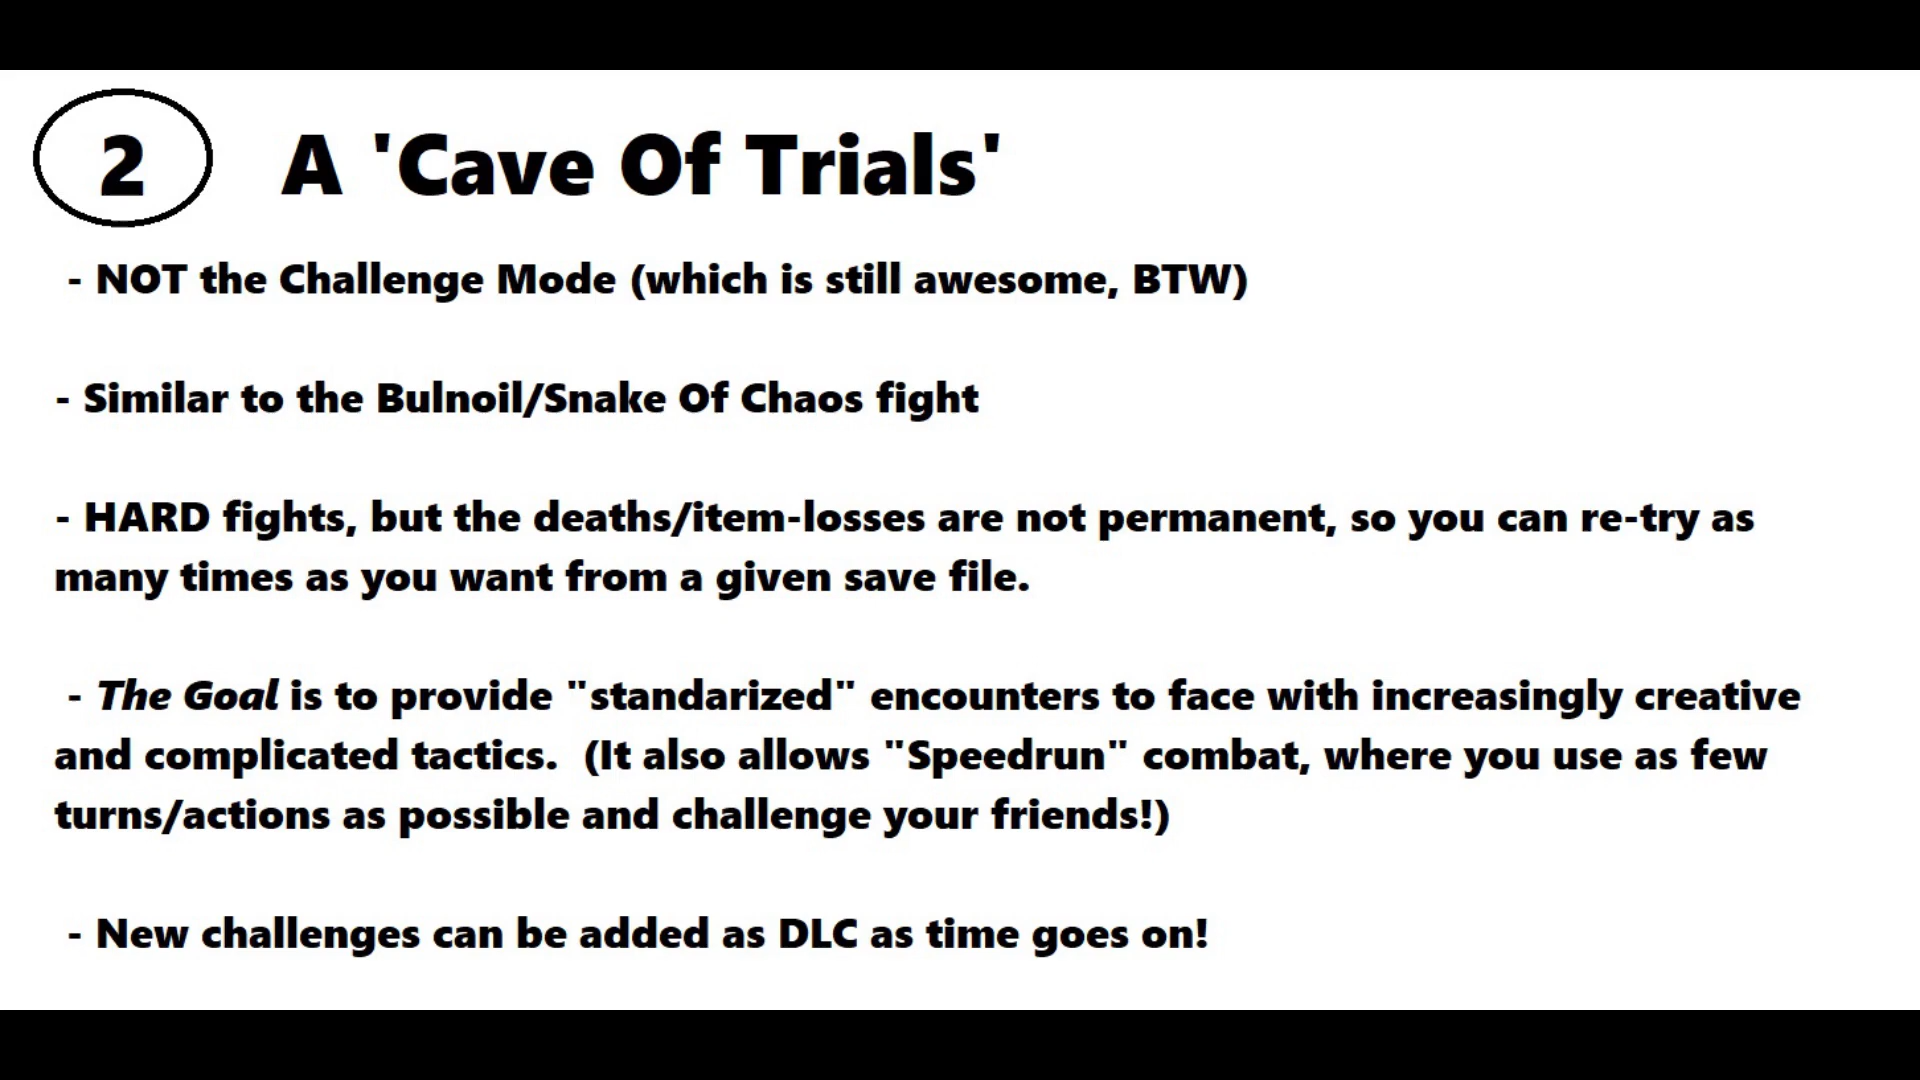 2 A 'Cave Of Trials'
- NOT the Challenge Mode (which is still awesome, BTW)
- Similar to the Bulnoil/Snake Of Chaos fight
- HARD fights, but the deaths/item-losses are not permanent, so you can re-try as
many times as you want from a given save file.
- The Goal is to provide "standarized" encounters to face with increasingly creative
and complicated tactics.  (It also allows "Speedrun" combat, where you use as few
turns/actions as possible and challenge your friends!)
- New challenges can be added as DLC as time goes on!